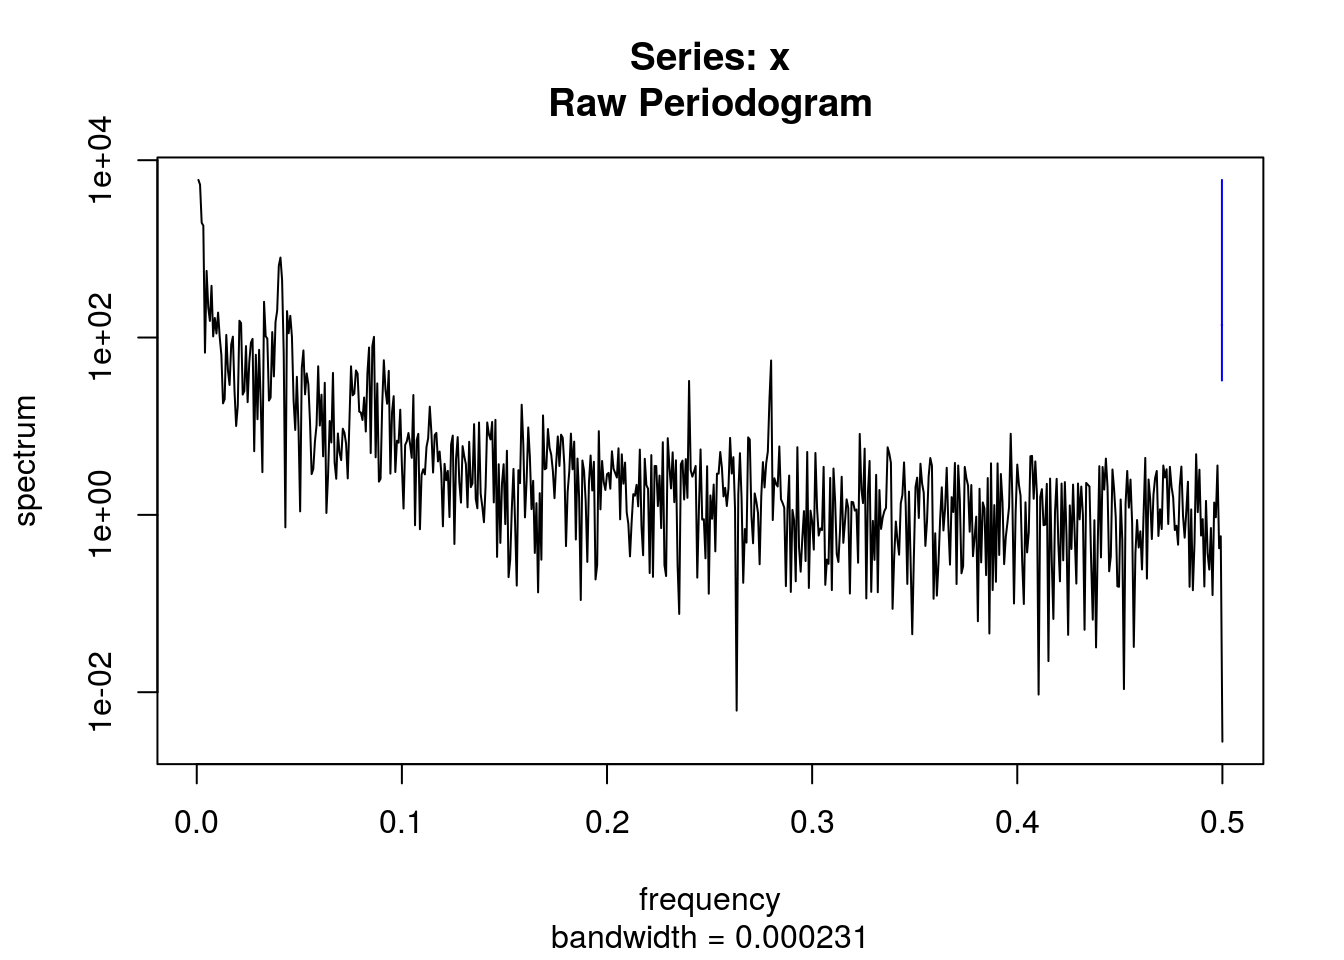 Series: x
Raw Periodogram
spectrum
1e+04
1e+02
1e+00
1e-02
0.0 0.1 0.2 0.3 0.4 0.5
frequency
bandwidth = 0.000231